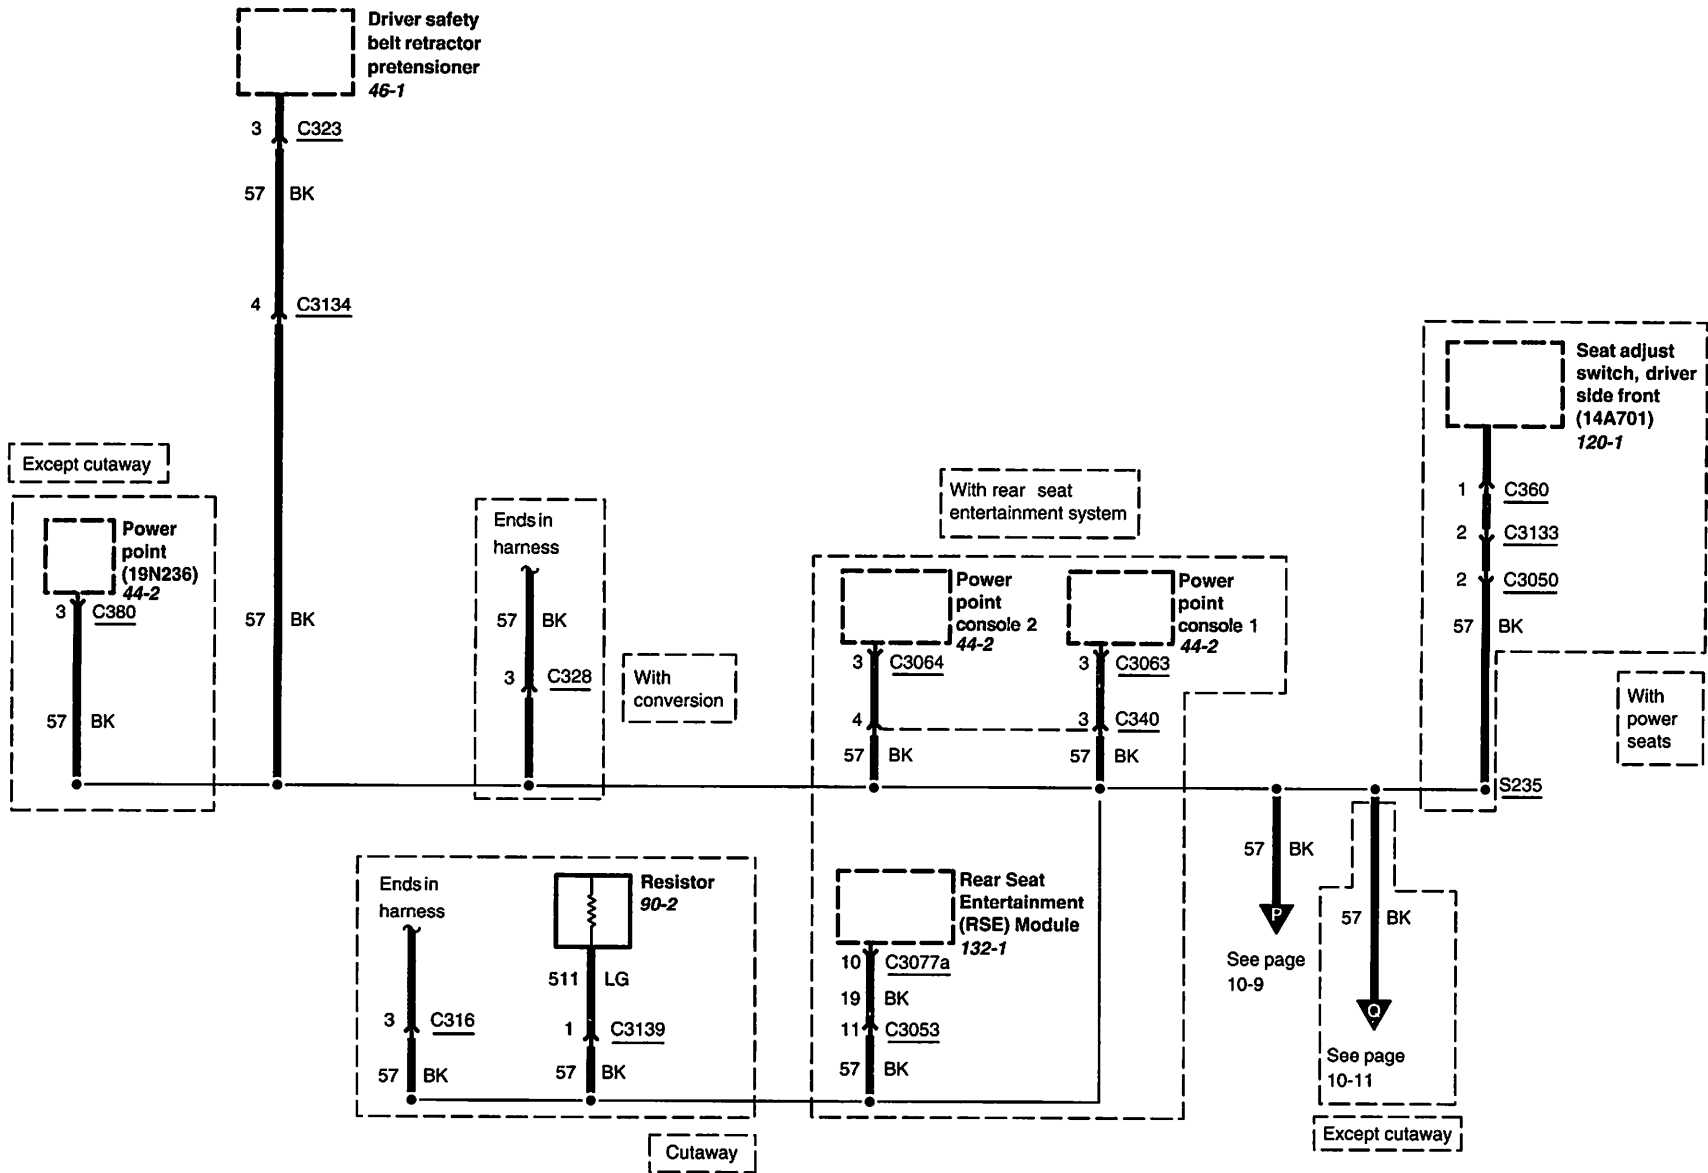 Driver safety
belt retractor
pretensioner
46-1
3 C323
57 BK
4 C3134
57 BK
Except cutaway
Power
point
(19N236)
44-2
3 C380
57 BK
Ends in
harness
57 BK
3 C328
With
conversion
With rear seat
entertainment system
Power
point
console 2
44-2
3 C3064
4
57 BK
Power
point
console 1
44-2
3 C3063
3 C340
57 BK
Seat adjust
switch, driver
side front
(14A701)
120-1
1 C360
2 C3133
2 C3050
57 BK
With
power
seats
S235
Ends in
harness
3 C316
57 BK
Resistor
90-2
511 LG
1 C3139
57 BK
Cutaway
Rear Seat
Entertainment
(RSE) Module
132-1
10 C3077a
19 BK
11 C3053
57 BK
57 BK
P
See page
10-9
57 BK
Q
See page
10-11
Except cutaway